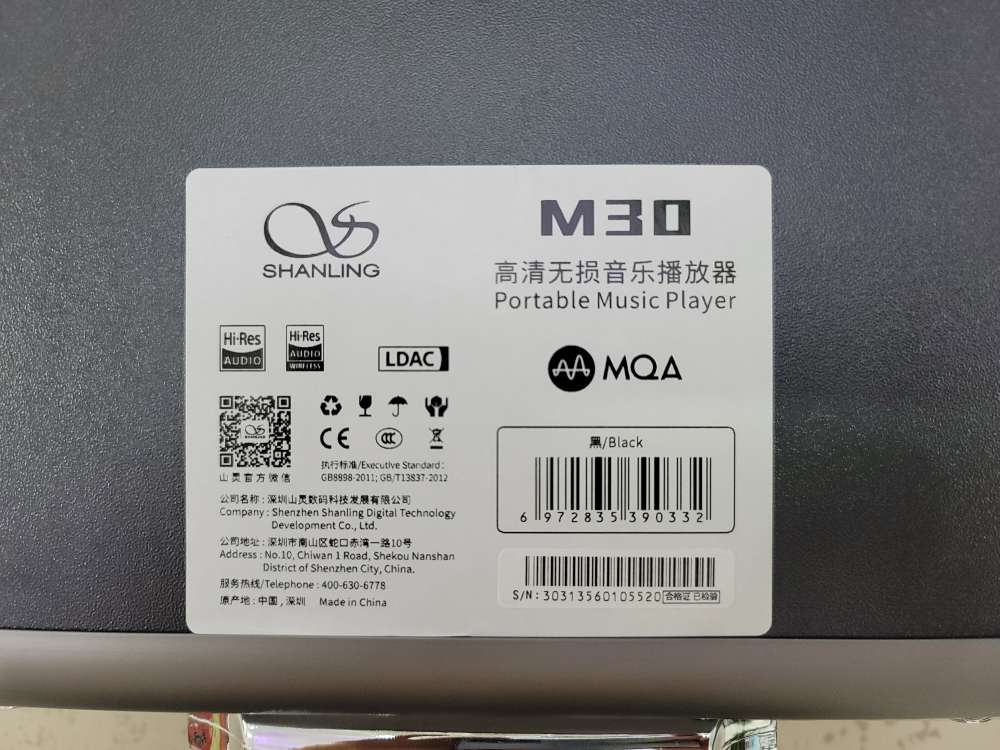 SHANLING
M30
高清无损音乐播放器
Portable Music Player
Hi-Res
AUDIO
Hi-Res
AUDIO
WIRELESS
LDAC
MQA
SHANLING
山灵官方微信
CE
CCC
执行标准/Executive Standard:
GB8898-2011; GB/T13837-2012
公司名称:深圳山灵数码科技发展有限公司
Company: Shenzhen Shanling Digital Technology
Development Co., Ltd.
公司地址:深圳市南山区蛇口赤湾一路10号
Address: No.10, Chiwan 1 Road, Shekou Nanshan
District of Shenzhen City, China.
服务热线/Telephone: 400-630-6778
原产地:中国,深圳 Made in China
黑/Black
6 972835 390332
S/N: 30313560105520 合格证 已检验